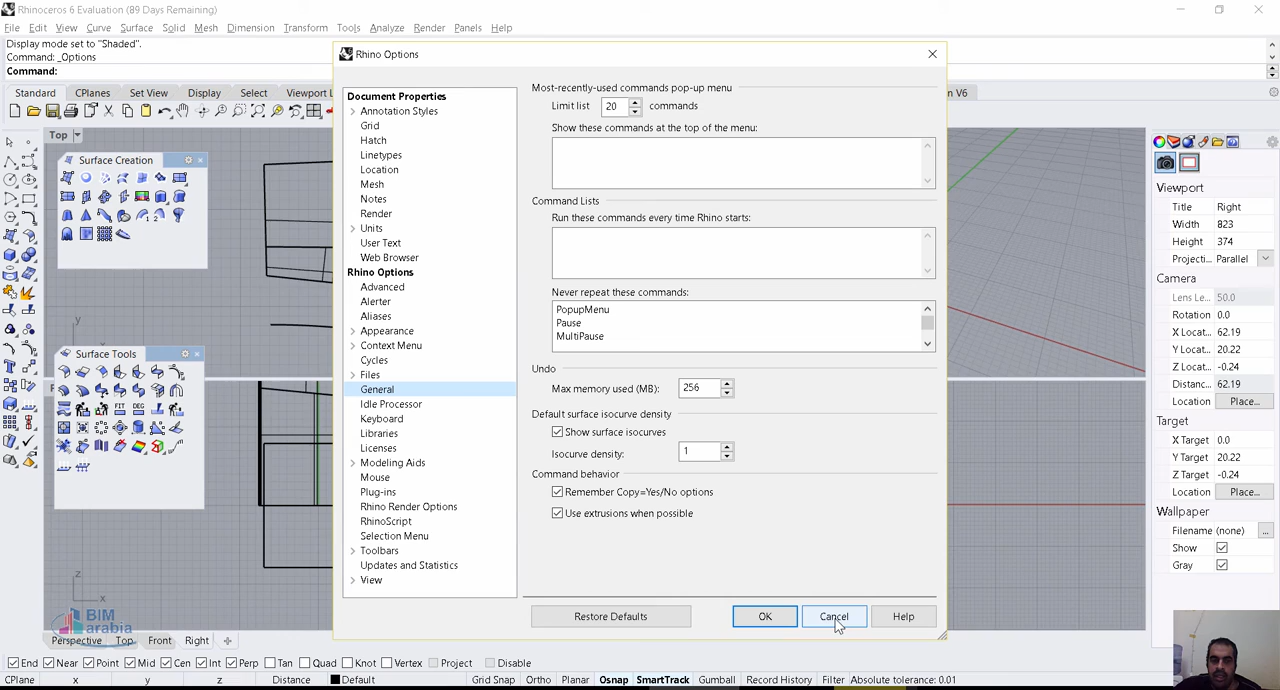 Rhinoceros 6 Evaluation (89 Days Remaining)
File Edit View Curve Surface Solid Mesh Dimension Transform Tools Analyze Render Panels Help
Display mode set to "Shaded".
Command: _Options
Command:
Standard CPlanes Set View Display Select Viewport L
n V6
Top
Surface Creation
Surface Tools
Rhino Options
Document Properties
Annotation Styles
Grid
Hatch
Linetypes
Location
Mesh
Notes
Render
Units
User Text
Web Browser
Rhino Options
Advanced
Alerter
Aliases
Appearance
Context Menu
Cycles
Files
General
Idle Processor
Keyboard
Libraries
Licenses
Modeling Aids
Mouse
Plug-ins
Rhino Render Options
RhinoScript
Selection Menu
Toolbars
Updates and Statistics
View
Most-recently-used commands pop-up menu
Limit list 20 commands
Show these commands at the top of the menu:
Command Lists
Run these commands every time Rhino starts:
Never repeat these commands:
PopupMenu
Pause
MultiPause
Undo
Max memory used (MB): 256
Default surface isocurve density
Show surface isocurves
Isocurve density: 1
Command behavior
Remember Copy=Yes/No options
Use extrusions when possible
Restore Defaults OK Cancel Help
Viewport
Title Right
Width 823
Height 374
Projecti... Parallel
Camera
Lens Le... 50.0
Rotation 0.0
X Locat... 62.19
Y Locat... 20.22
Z Locat... -0.24
Distanc... 62.19
Location Place...
Target
X Target 0.0
Y Target 20.22
Z Target -0.24
Location Place...
Wallpaper
Filename (none) ...
Show
Gray
y
x
z
x
BIM
arabia
Perspective Top Front Right
End Near Point Mid Cen Int Perp Tan Quad Knot Vertex Project Disable
CPlane x y z Distance Default Grid Snap Ortho Planar Osnap SmartTrack Gumball Record History Filter Absolute tolerance: 0.01